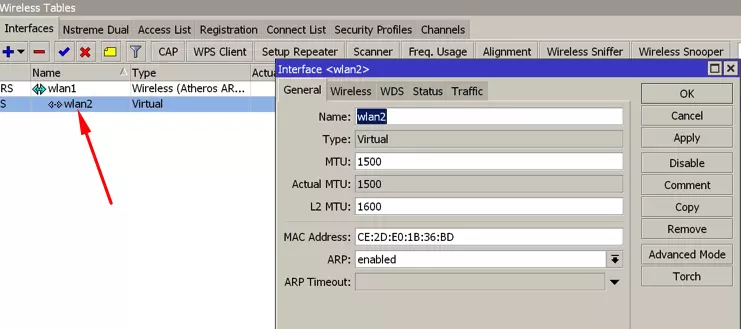 Wireless Tables
Interfaces Nstreme Dual Access List Registration Connect List Security Profiles Channels
CAP WPS Client Setup Repeater Scanner Freq. Usage Alignment Wireless Sniffer Wireless Snooper
Name Type Actua
RS wlan1 Wireless (Atheros AR...
S wlan2 Virtual
Interface <wlan2>
General Wireless WDS Status Traffic
Name: wlan2
Type: Virtual
MTU: 1500
Actual MTU: 1500
L2 MTU: 1600
MAC Address: CE:2D:E0:1B:36:BD
ARP: enabled
ARP Timeout:
OK
Cancel
Apply
Disable
Comment
Copy
Remove
Advanced Mode
Torch